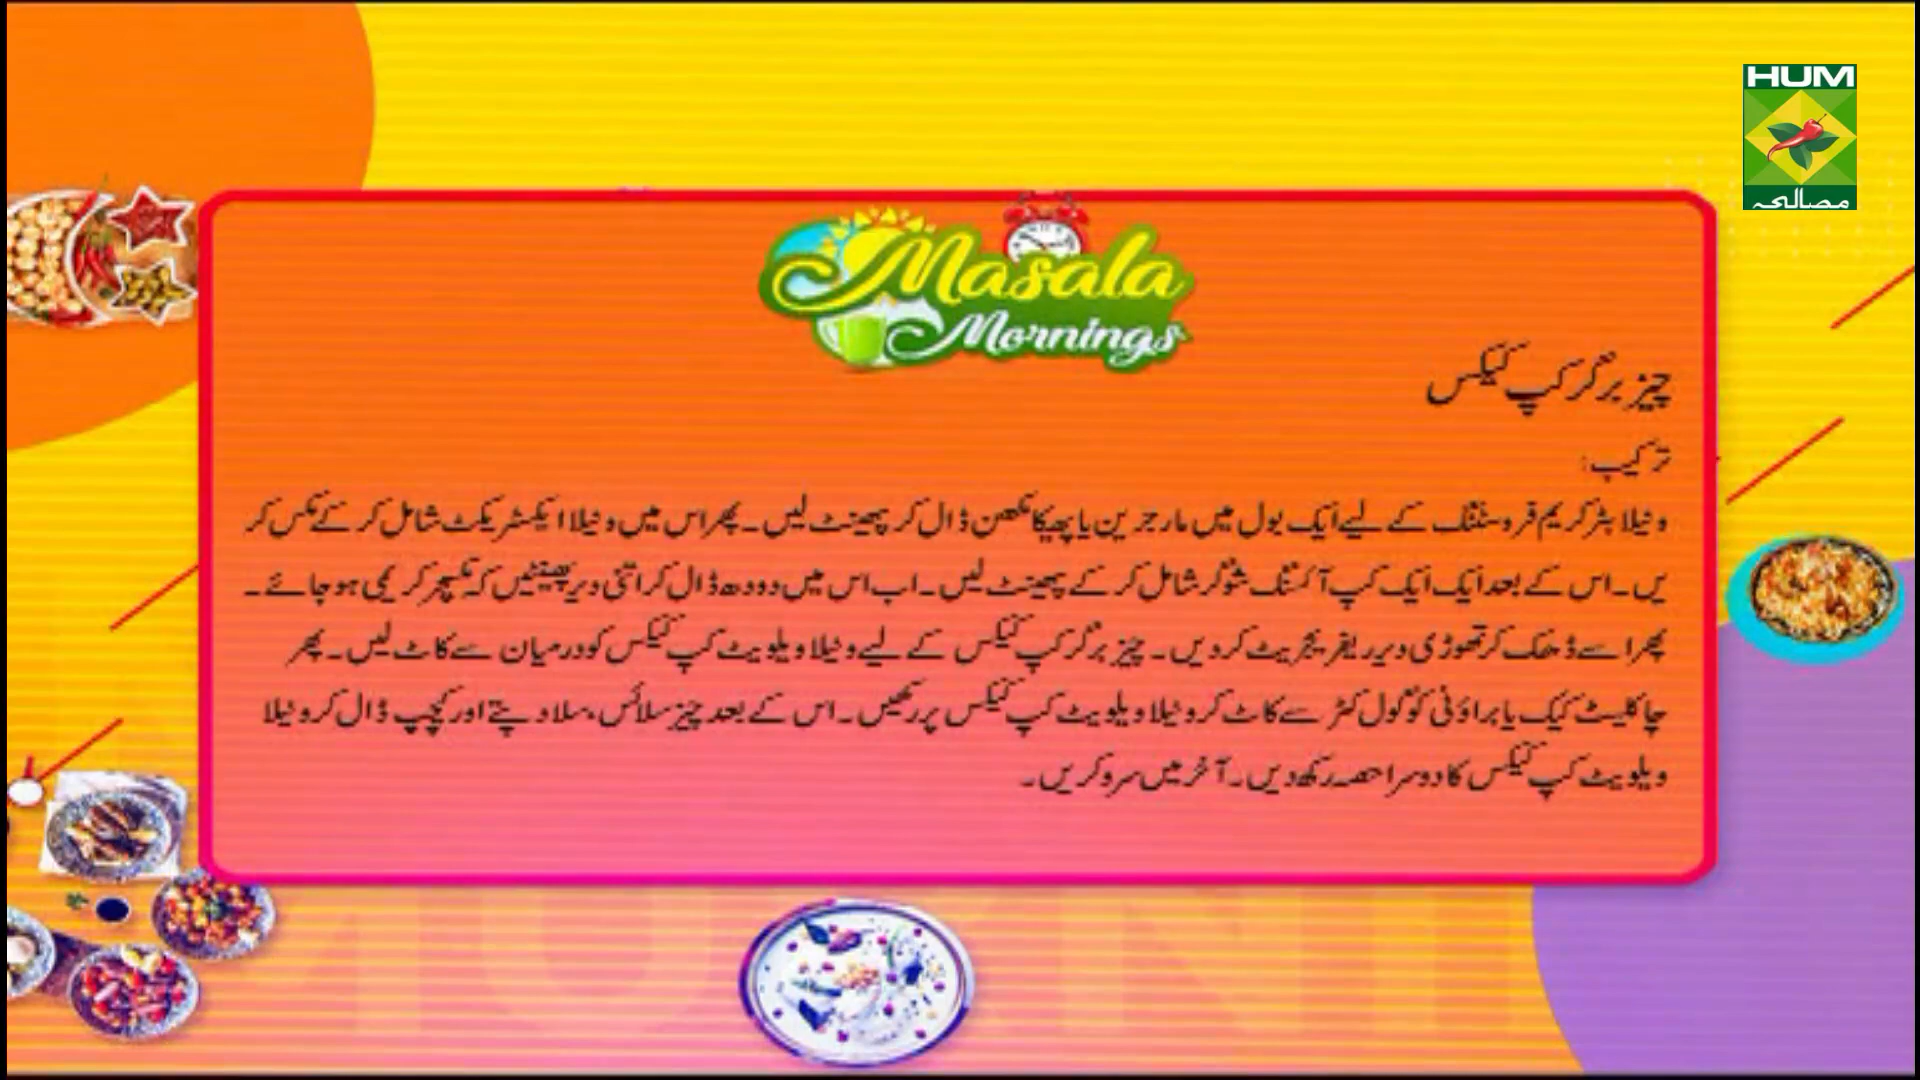 HUM
مصالحہ
Masala
Mornings
چیز برگر کپ کیکس
ترکیب:
ونیلا بٹر کریم فروسٹنگ کے لیے ایک بول میں مارجرین یا پھیکا مکھن ڈال کر پھینٹ لیں۔ پھر اس میں ونیلا ایکسٹریکٹ شامل کر کے مکس کر
یں۔ اس کے بعد ایک ایک کپ آئسنگ شوگر شامل کر کے پھینٹ لیں۔ اب اس میں دودھ ڈال کر اتنی دیر پھینٹیں کہ مکسچر کریمی ہو جائے۔
پھر اسے ڈھک کر تھوڑی دیر ریفریجریٹ کر دیں۔ چیز برگر کپ کیکس کے لیے ونیلا ویلویٹ کپ کیکس کو درمیان سے کاٹ لیں۔ پھر
چاکلیٹ کیک یا براؤنی کو گول کٹر سے کاٹ کر ونیلا ویلویٹ کپ کیکس پر رکھیں۔ اس کے بعد چیز سلائس، سلاد پتے اور کیچپ ڈال کر ونیلا
ویلویٹ کپ کیکس کا دوسرا حصہ رکھ دیں۔ آخر میں سرو کریں۔